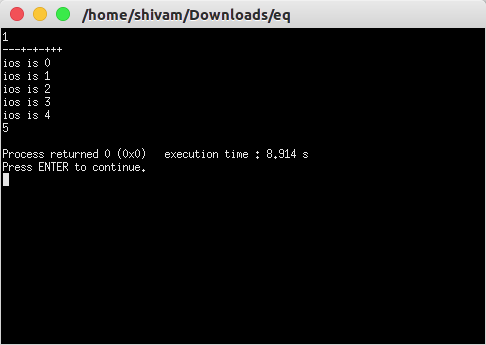 /home/shivam/Downloads/eq
1
---+-+-+++
ios is 0
ios is 1
ios is 2
ios is 3
ios is 4
5
Process returned 0 (0x0)   execution time : 8.914 s
Press ENTER to continue.